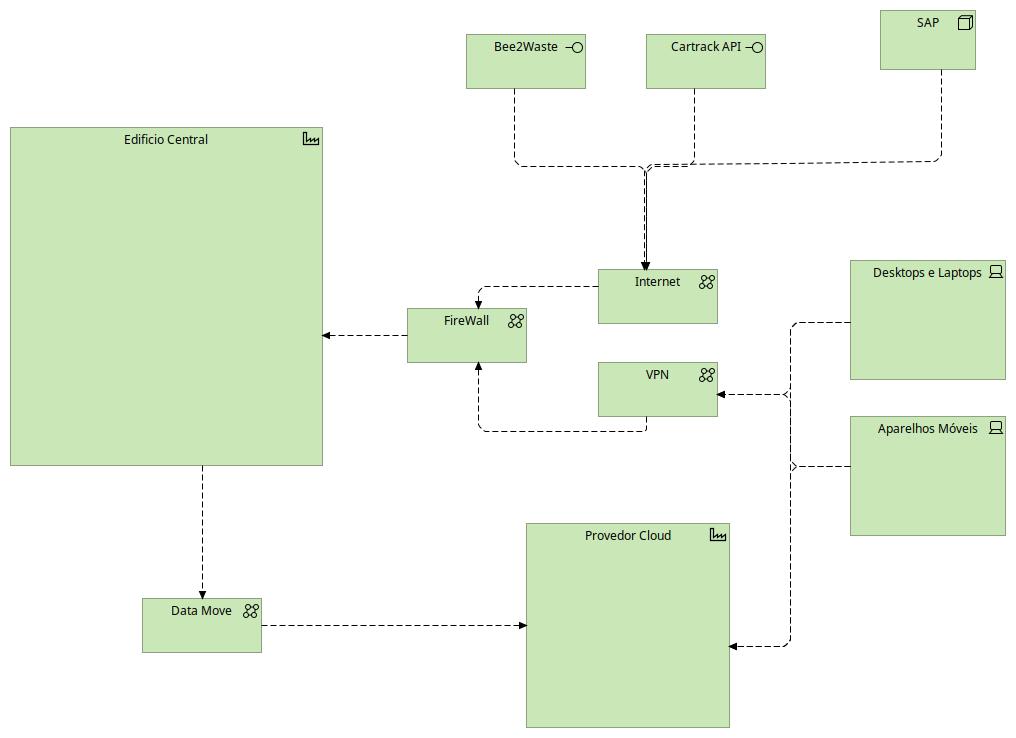 SAP
Bee2Waste
Cartrack API
Edificio Central
Internet
Desktops e Laptops
FireWall
VPN
Aparelhos Móveis
Provedor Cloud
Data Move